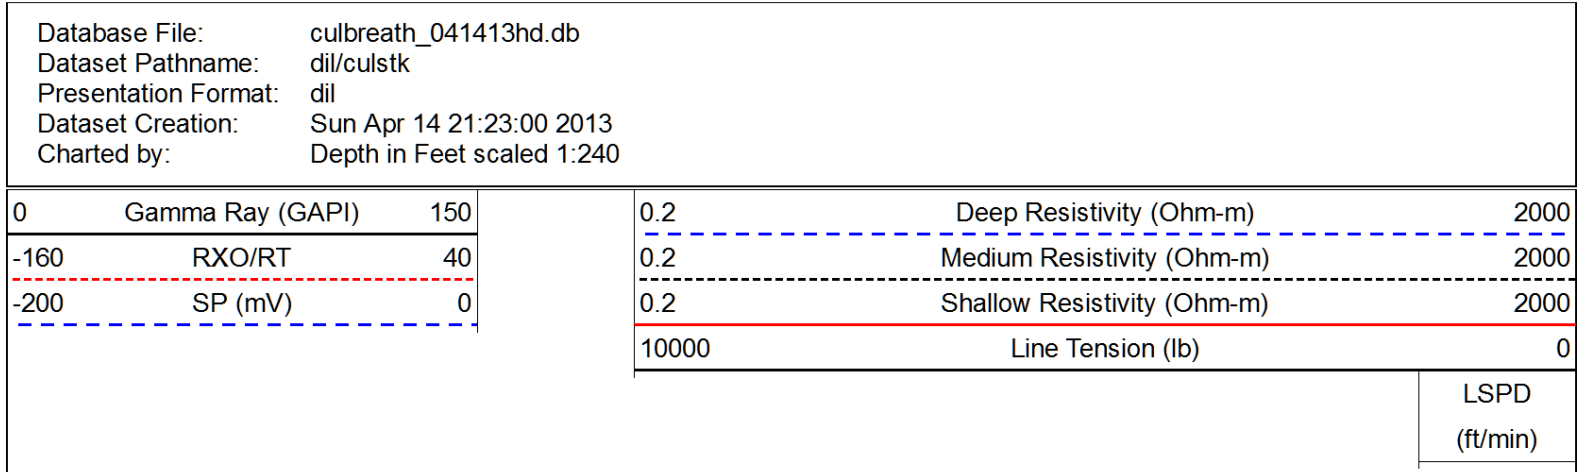 Database File: culbreath_041413hd.db
Dataset Pathname: dil/culstk
Presentation Format: dil
Dataset Creation: Sun Apr 14 21:23:00 2013
Charted by: Depth in Feet scaled 1:240
0 Gamma Ray (GAPI) 150 0.2 Deep Resistivity (Ohm-m) 2000
-160 RXO/RT 40 0.2 Medium Resistivity (Ohm-m) 2000
-200 SP (mV) 0 0.2 Shallow Resistivity (Ohm-m) 2000
10000 Line Tension (lb) 0
LSPD
(ft/min)